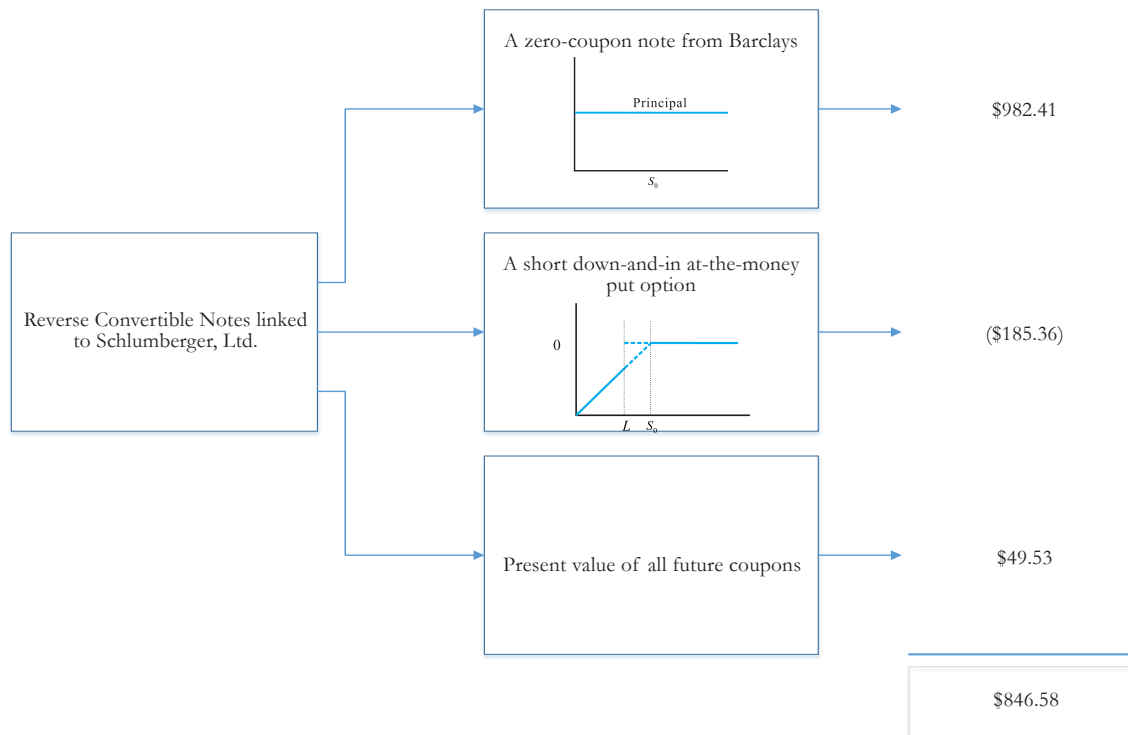 A zero-coupon note from Barclays
Principal
S₀
$982.41
Reverse Convertible Notes linked
to Schlumberger, Ltd.
A short down-and-in at-the-money
put option
0
L S₀
($185.36)
Present value of all future coupons
$49.53
$846.58